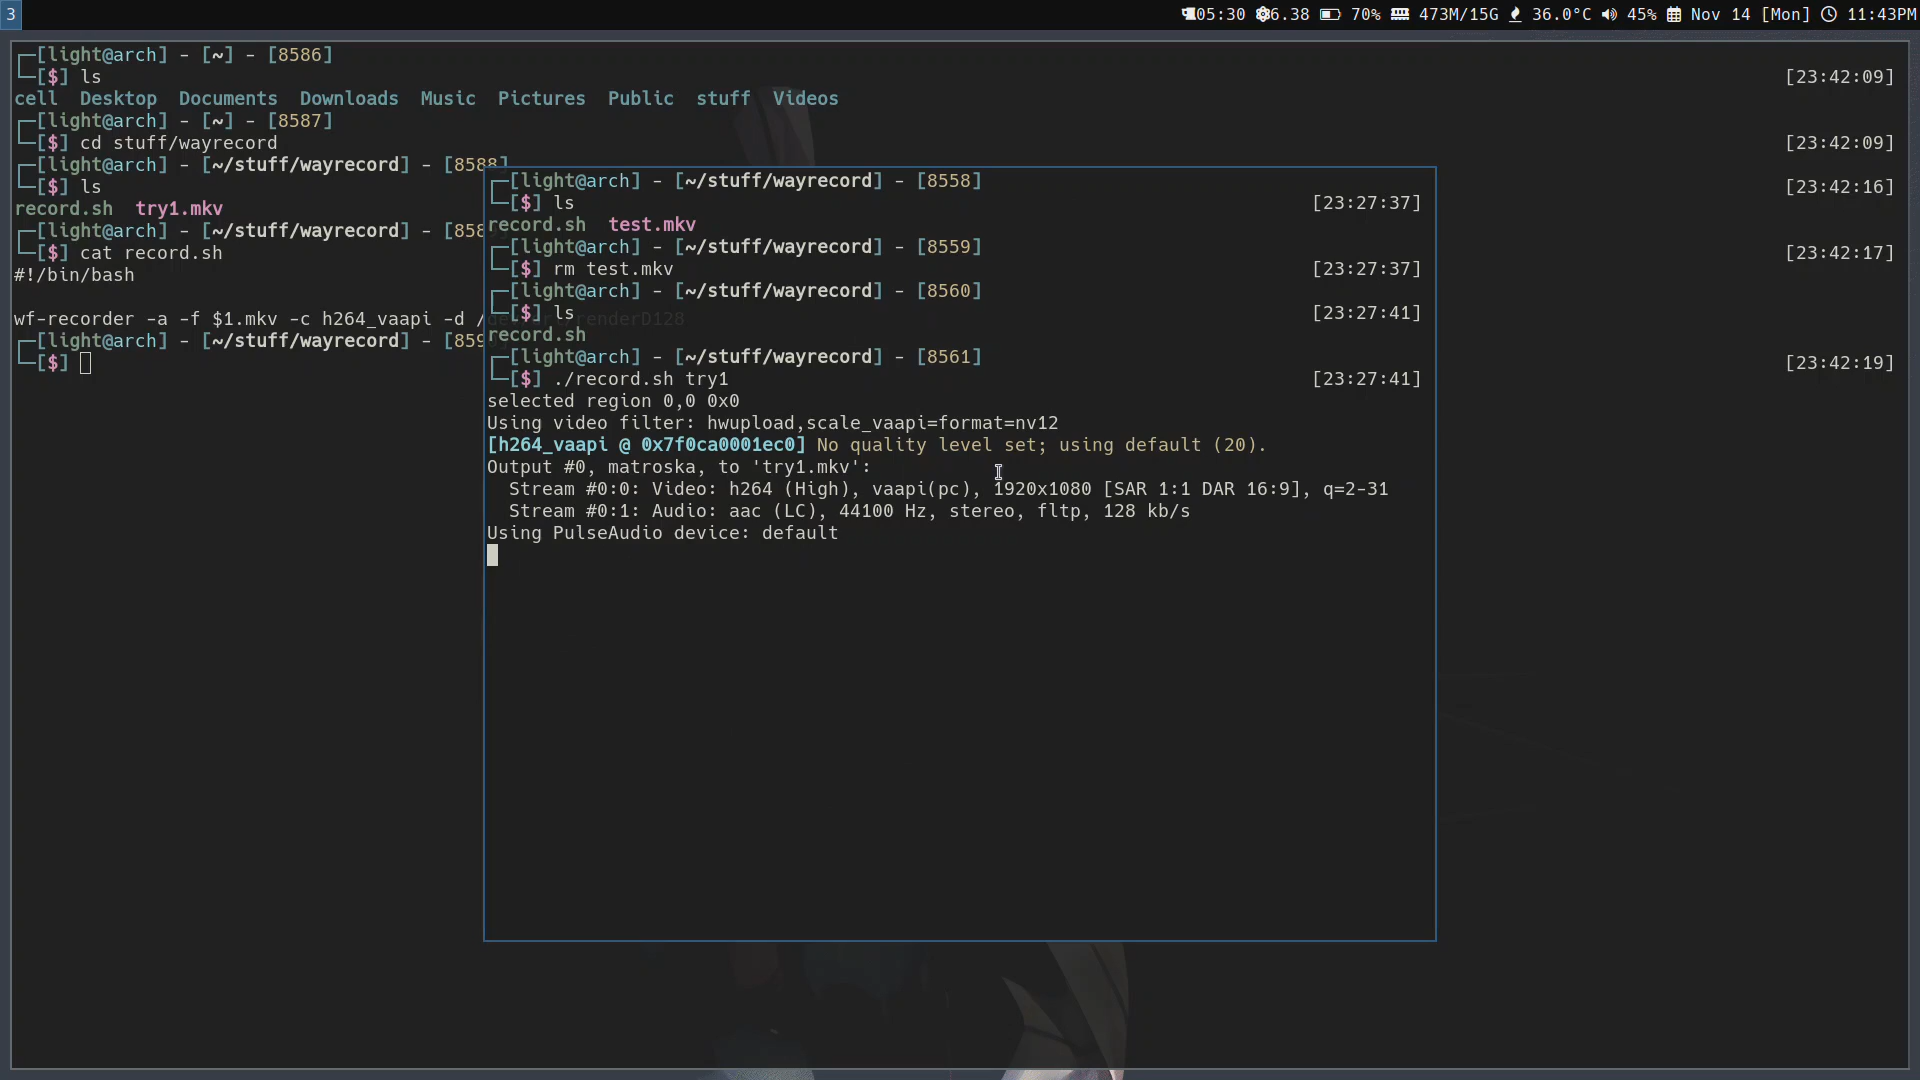 3 05:30 6.38 70% 473M/15G 36.0°C 45% Nov 14 [Mon] 11:43PM
┌─[light@arch] - [~] - [8586]
└─[$] ls [23:42:09]
cell Desktop Documents Downloads Music Pictures Public stuff Videos
┌─[light@arch] - [~] - [8587]
└─[$] cd stuff/wayrecord [23:42:09]
┌─[light@arch] - [~/stuff/wayrecord] - [8588]
└─[$] ls [23:42:16]
record.sh try1.mkv
┌─[light@arch] - [~/stuff/wayrecord] - [858
└─[$] cat record.sh [23:42:17]
#!/bin/bash
wf-recorder -a -f $1.mkv -c h264_vaapi -d /dev/dri/renderD128
┌─[light@arch] - [~/stuff/wayrecord] - [859
└─[$] [23:42:19]
┌─[light@arch] - [~/stuff/wayrecord] - [8558]
└─[$] ls [23:27:37]
record.sh test.mkv
┌─[light@arch] - [~/stuff/wayrecord] - [8559]
└─[$] rm test.mkv [23:27:37]
┌─[light@arch] - [~/stuff/wayrecord] - [8560]
└─[$] ls [23:27:41]
record.sh
┌─[light@arch] - [~/stuff/wayrecord] - [8561]
└─[$] ./record.sh try1 [23:27:41]
selected region 0,0 0x0
Using video filter: hwupload,scale_vaapi=format=nv12
[h264_vaapi @ 0x7f0ca0001ec0] No quality level set; using default (20).
Output #0, matroska, to 'try1.mkv':
Stream #0:0: Video: h264 (High), vaapi(pc), 1920x1080 [SAR 1:1 DAR 16:9], q=2-31
Stream #0:1: Audio: aac (LC), 44100 Hz, stereo, fltp, 128 kb/s
Using PulseAudio device: default